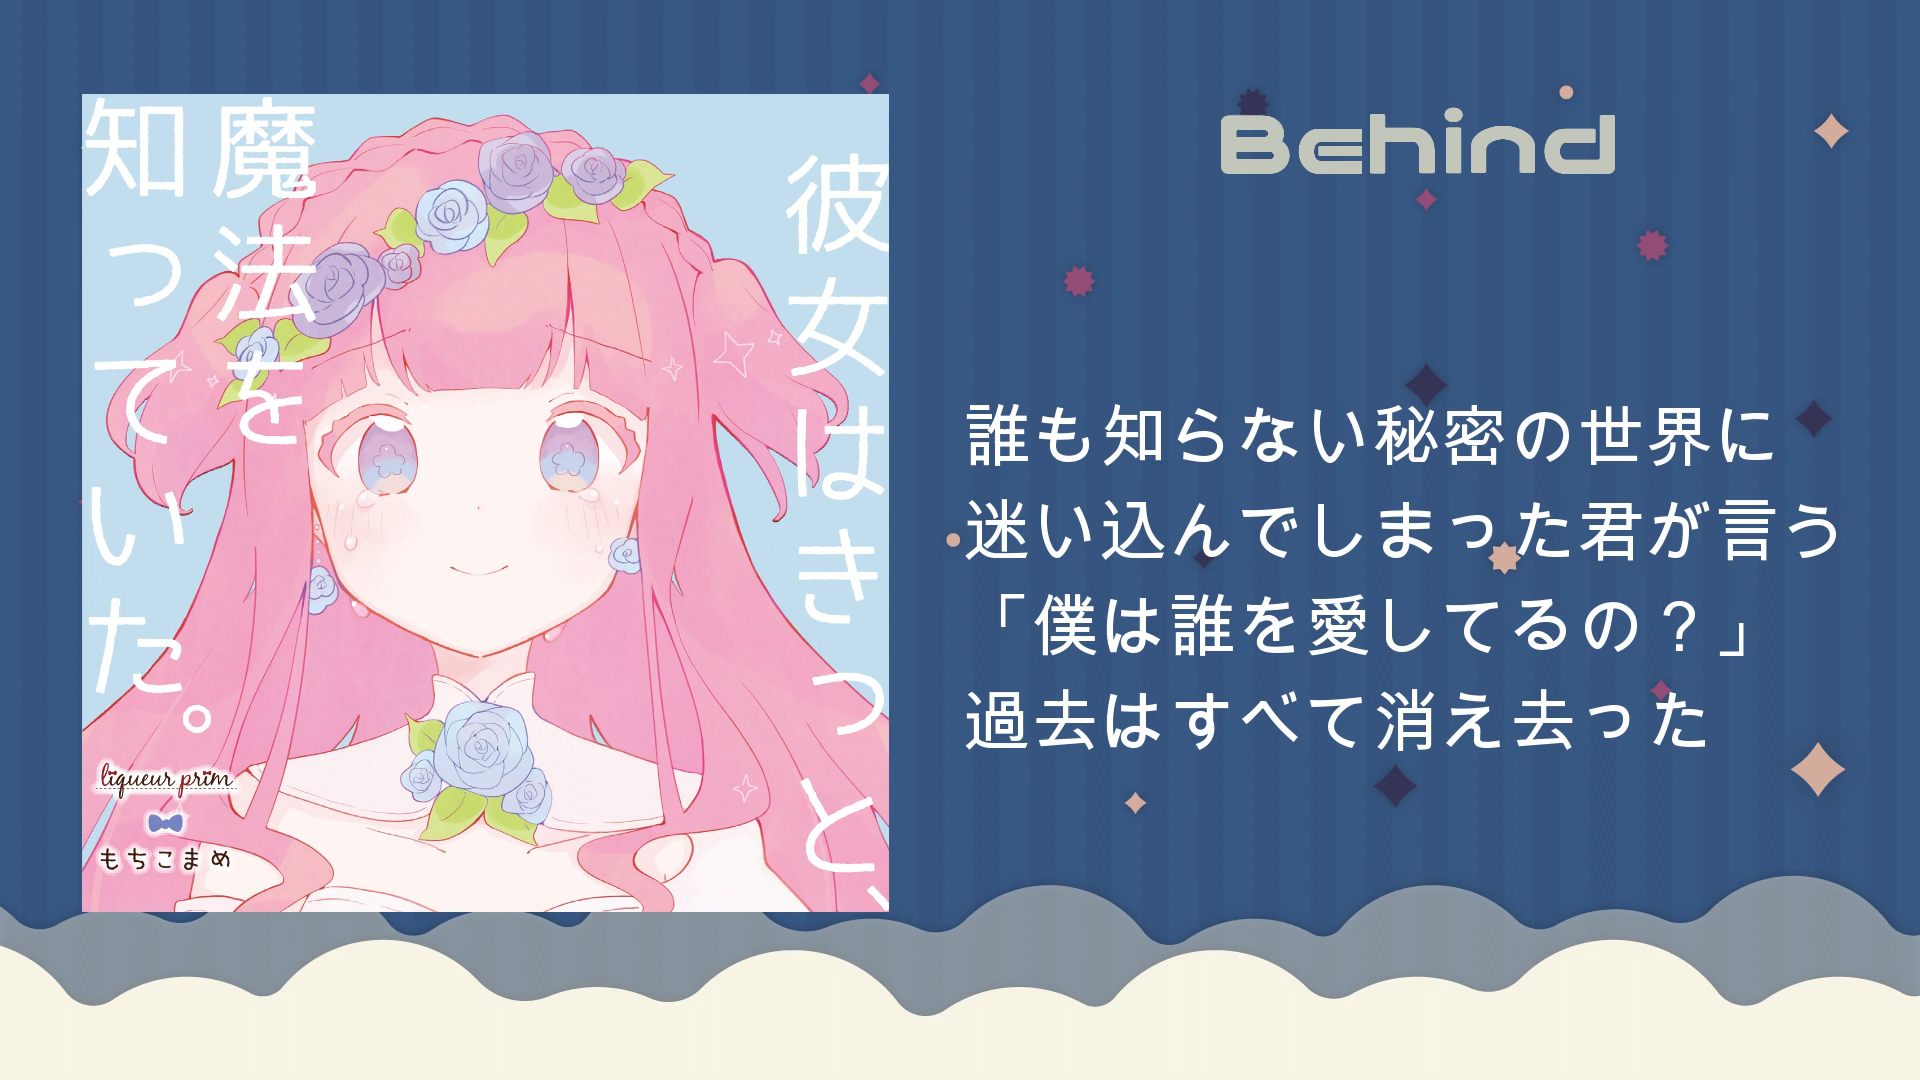 彼女はきっと、
魔法を
知っていた。
liqueur prim
もちこまめ
Behind
誰も知らない秘密の世界に
迷い込んでしまった君が言う
「僕は誰を愛してるの？」
過去はすべて消え去った